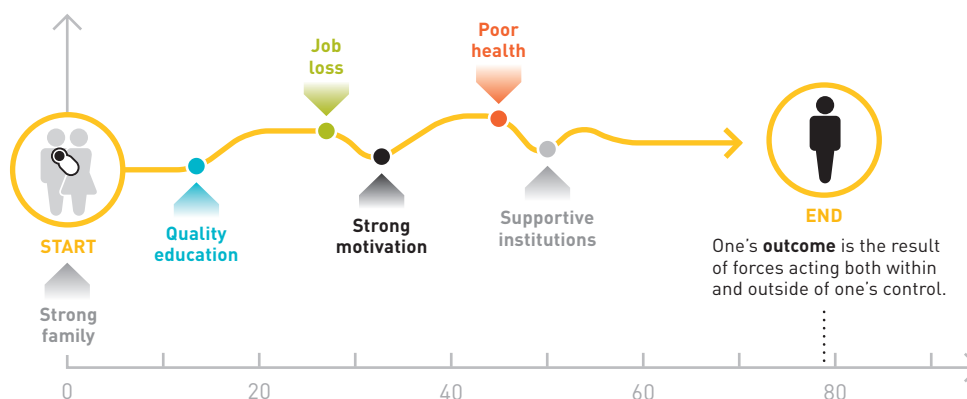 Poor
health
Job
loss
START
Strong
family
Quality
education
Strong
motivation
Supportive
institutions
END
One's outcome is the result
of forces acting both within
and outside of one's control.
0
20
40
60
80